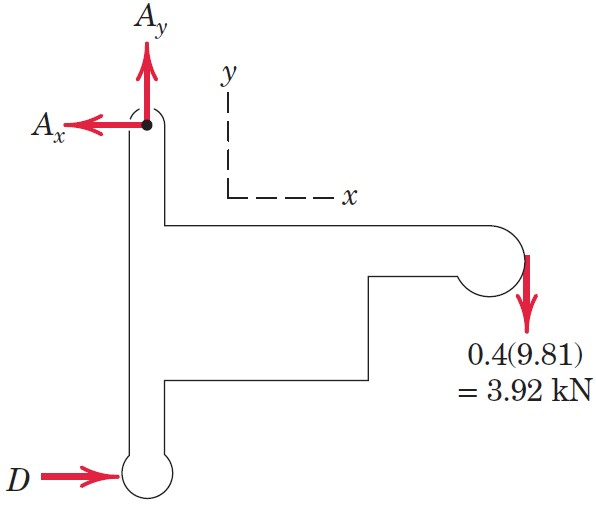 A_y
y
A_x
x
0.4(9.81)
= 3.92 kN
D